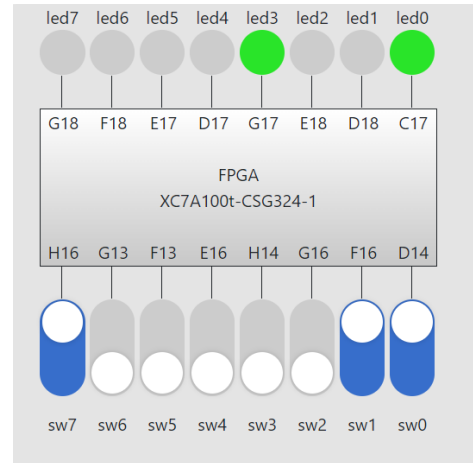 led7 led6 led5 led4 led3 led2 led1 led0
G18 F18 E17 D17 G17 E18 D18 C17
FPGA
XC7A100t-CSG324-1
H16 G13 F13 E16 H14 G16 F16 D14
sw7 sw6 sw5 sw4 sw3 sw2 sw1 sw0